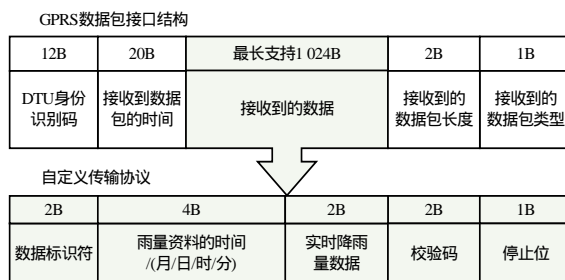 GPRS数据包接口结构
12B 20B 最长支持1 024B 2B 1B
DTU身份 接收到数据 接收到的数据 接收到的 接收到的
识别码 包的时间 数据包长度 数据包类型
自定义传输协议
2B 4B 2B 2B 1B
数据标识符 雨量资料的时间 实时降雨 校验码 停止位
/(月/日/时/分) 量数据